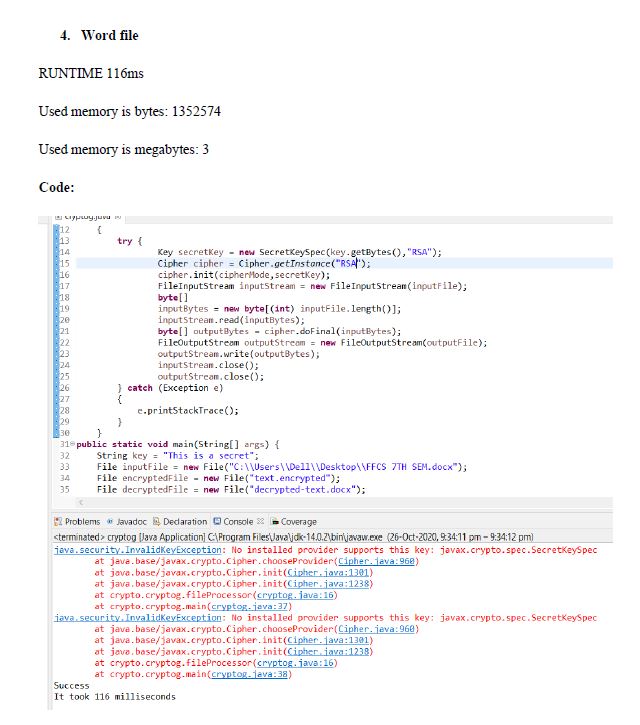 4. Word file
RUNTIME 116ms
Used memory is bytes: 1352574
Used memory is megabytes: 3
Code:
cryptog.java
12 {
13 try {
14 Key secretKey = new SecretKeySpec(key.getBytes(),"RSA");
15 Cipher cipher = Cipher.getInstance("RSA");
16 cipher.init(cipherMode,secretKey);
17 FileInputStream inputStream = new FileInputStream(inputFile);
18 byte[]
19 inputBytes = new byte[(int) inputFile.length()];
20 inputStream.read(inputBytes);
21 byte[] outputBytes = cipher.doFinal(inputBytes);
22 FileOutputStream outputStream = new FileOutputStream(outputFile);
23 outputStream.write(outputBytes);
24 inputStream.close();
25 outputStream.close();
26 } catch (Exception e)
27 {
28 e.printStackTrace();
29 }
30 }
31 public static void main(String[] args) {
32 String key = "This is a secret";
33 File inputFile = new File("C:\\Users\\Dell\\Desktop\\FFCS 7TH SEM.docx");
34 File encryptedFile = new File("text.encrypted");
35 File decryptedFile = new File("decrypted-text.docx");
Problems Javadoc Declaration Console Coverage
<terminated> cryptog [Java Application] C:\Program Files\Java\jdk-14.0.2\bin\javaw.exe (26-Oct-2020, 9:34:11 pm – 9:34:12 pm)
java.security.InvalidKeyException: No installed provider supports this key: javax.crypto.spec.SecretKeySpec
at java.base/javax.crypto.Cipher.chooseProvider(Cipher.java:960)
at java.base/javax.crypto.Cipher.init(Cipher.java:1301)
at java.base/javax.crypto.Cipher.init(Cipher.java:1238)
at crypto.cryptog.fileProcessor(cryptog.java:16)
at crypto.cryptog.main(cryptog.java:37)
java.security.InvalidKeyException: No installed provider supports this key: javax.crypto.spec.SecretKeySpec
at java.base/javax.crypto.Cipher.chooseProvider(Cipher.java:960)
at java.base/javax.crypto.Cipher.init(Cipher.java:1301)
at java.base/javax.crypto.Cipher.init(Cipher.java:1238)
at crypto.cryptog.fileProcessor(cryptog.java:16)
at crypto.cryptog.main(cryptog.java:38)
Success
It took 116 milliseconds